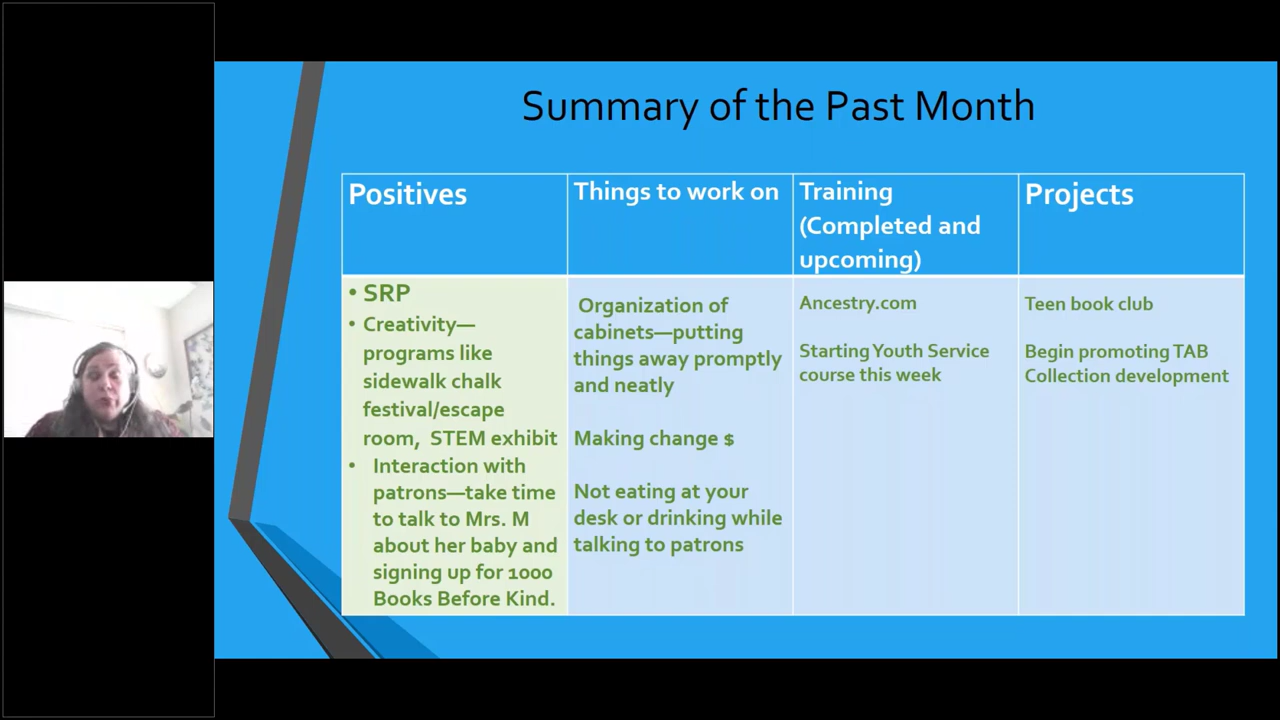 Summary of the Past Month
Positives
Things to work on
Training
(Completed and
upcoming)
Projects
• SRP
• Creativity—
programs like
sidewalk chalk
festival/escape
room, STEM exhibit
• Interaction with
patrons—take time
to talk to Mrs. M
about her baby and
signing up for 1000
Books Before Kind.
Organization of
cabinets—putting
things away promptly
and neatly
Making change $
Not eating at your
desk or drinking while
talking to patrons
Ancestry.com
Starting Youth Service
course this week
Teen book club
Begin promoting TAB
Collection development